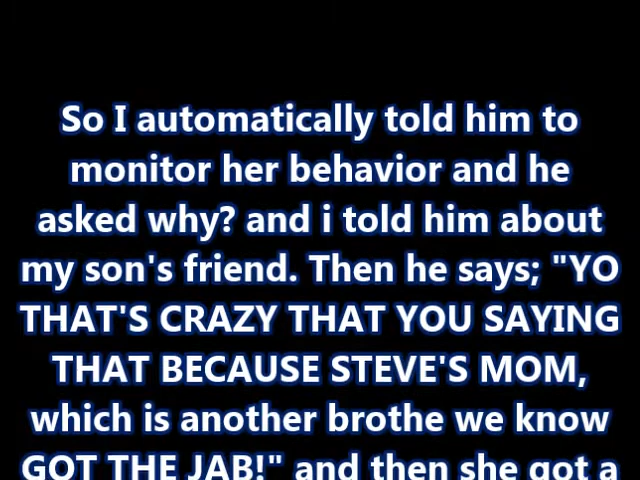 So I automatically told him to
monitor her behavior and he
asked why? and i told him about
my son's friend. Then he says; "YO
THAT'S CRAZY THAT YOU SAYING
THAT BECAUSE STEVE'S MOM,
which is another brothe we know
GOT THE JAB!" and then she got a